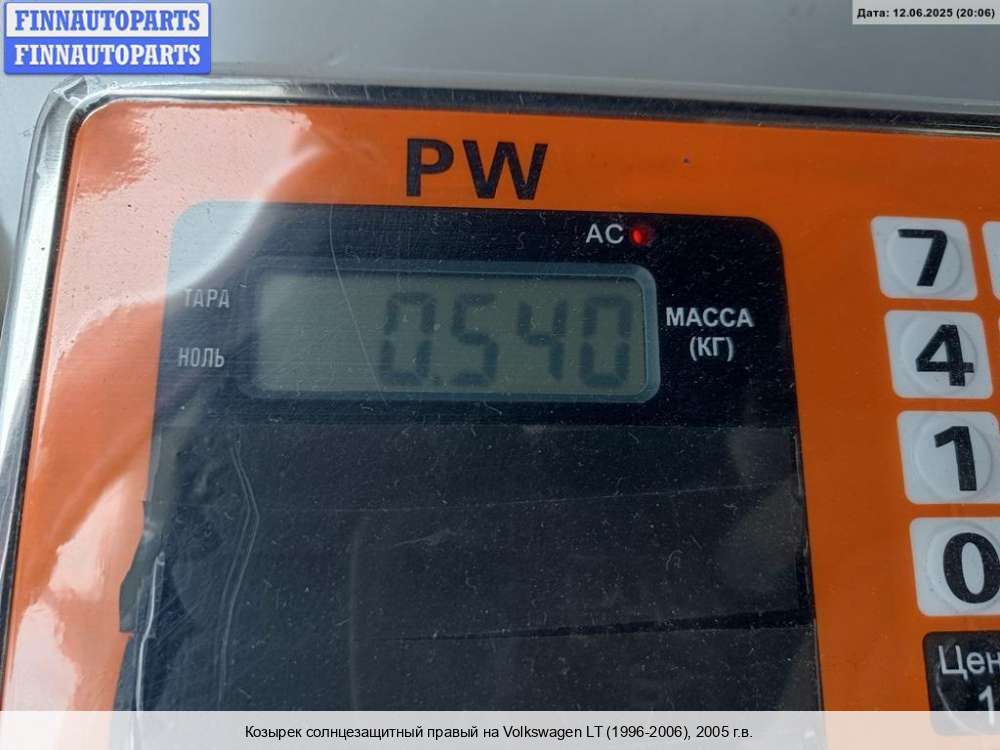 FINNAUTOPARTS
FINNAUTOPARTS
Дата: 12.06.2025 (20:06)
PW
AC
ТАРА
НОЛЬ
0.540
МАССА
(КГ)
7
4
1
0
Козырек солнцезащитный правый на Volkswagen LT (1996-2006), 2005 г.в.